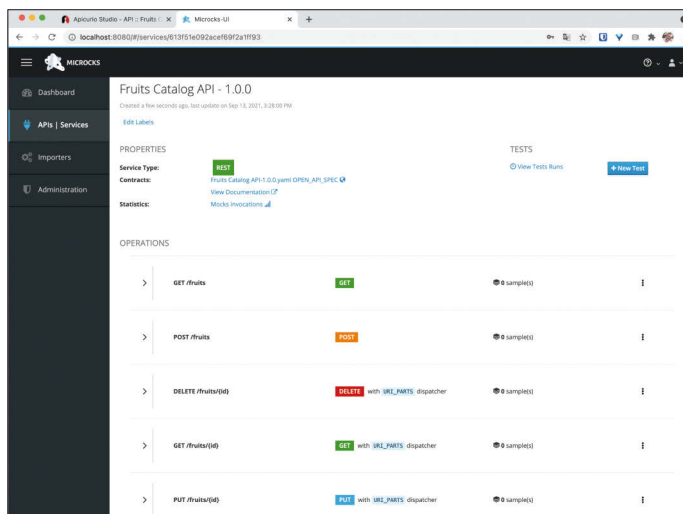 Apicurio Studio - API :: Fruits
Microcks-UI
localhost:8080/#/services/613f51e092acef69f2a1ff93
MICROCKS
Dashboard
APIs | Services
Importers
Administration
Fruits Catalog API - 1.0.0
Created a few seconds ago, last update on Sep 13, 2021, 3:28:00 PM
Edit Labels
PROPERTIES
Service Type: REST
Contracts: Fruits Catalog API-1.0.0.yaml OPEN_API_SPEC
View Documentation
Statistics: Mocks invocations
TESTS
View Tests Runs
+ New Test
OPERATIONS
GET /fruits GET 0 sample(s)
POST /fruits POST 0 sample(s)
DELETE /fruits/{id} DELETE with URI_PARTS dispatcher 0 sample(s)
GET /fruits/{id} GET with URI_PARTS dispatcher 0 sample(s)
PUT /fruits/{id} PUT with URI_PARTS dispatcher 0 sample(s)